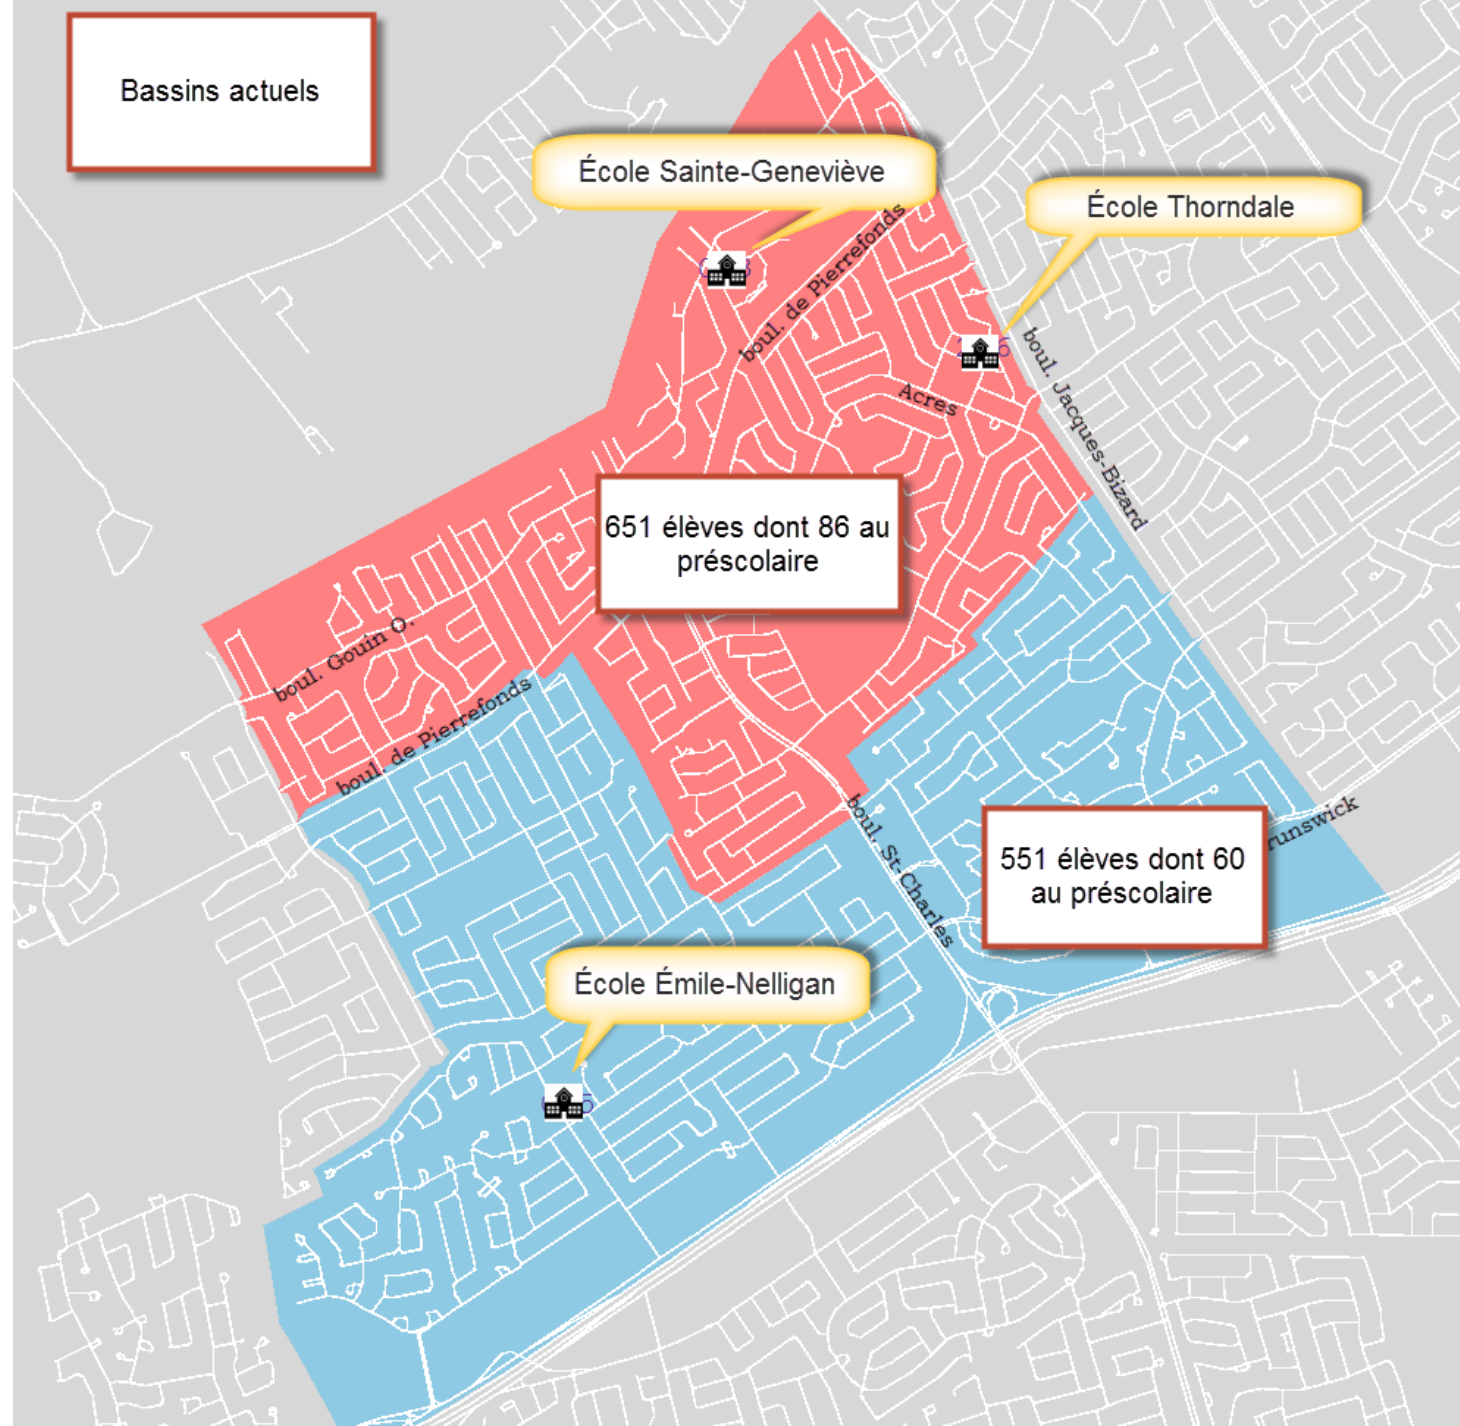 Bassins actuels
École Sainte-Geneviève
École Thorndale
boul. de Pierrefonds
boul. Jacques-Bizard
Acres
651 élèves dont 86 au
préscolaire
boul. Gouin O.
boul. de Pierrefonds
boul. St-Charles
runswick
551 élèves dont 60
au préscolaire
École Émile-Nelligan